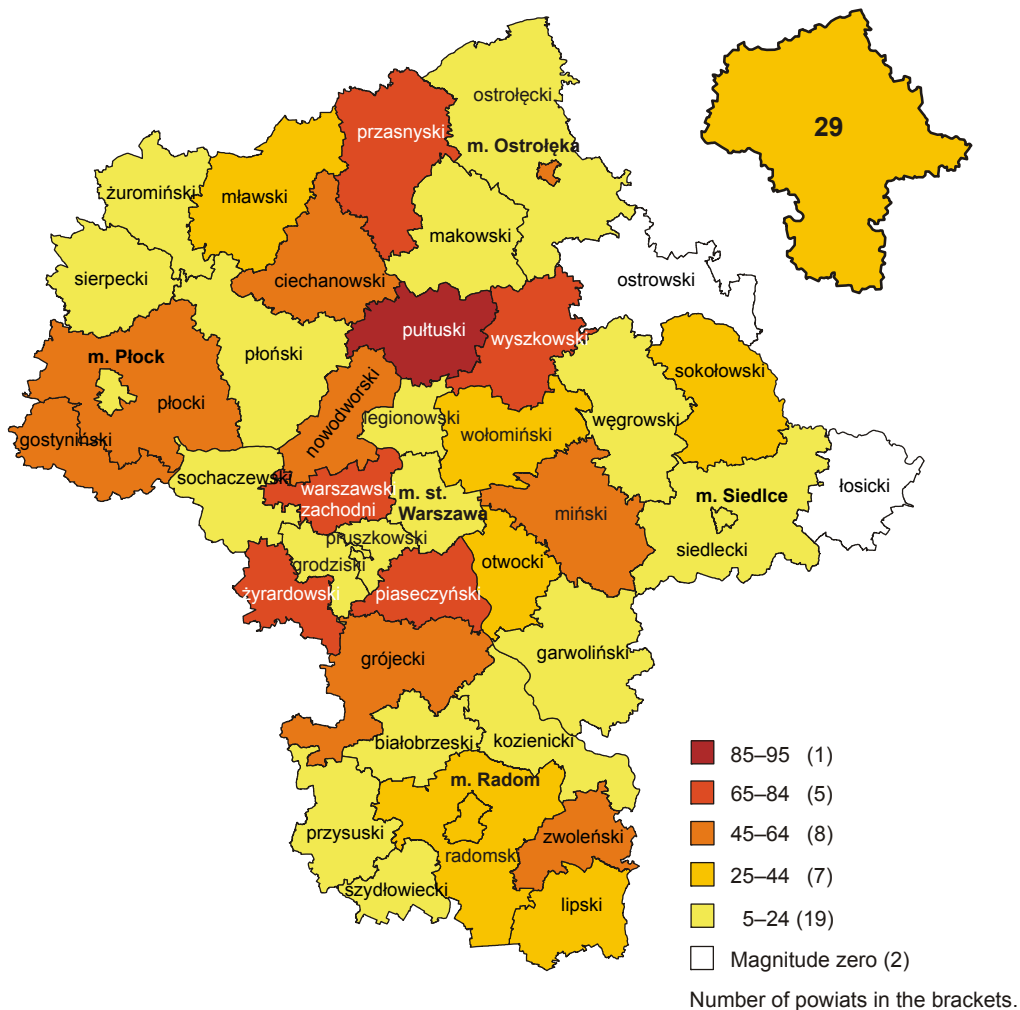 ostrołęcki
29
przasnyski
m. Ostrołęka
żuromiński
mławski
makowski
sierpecki
ciechanowski
ostrowski
pułtuski
wyszkowski
m. Płock
płoński
sokołowski
płocki
nowodworski
legionowski
węgrowski
gostyniński
wołomiński
sochaczewski
warszawski
zachodni
m. st.
Warszawa
m. Siedlce
łosicki
miński
pruszkowski
siedlecki
grodziski
otwocki
żyrardowski
piaseczyński
grójecki
garwoliński
białobrzeski
kozienicki
m. Radom
przysuski
zwoleński
radomski
szydłowiecki
lipski
85–95 (1)
65–84 (5)
45–64 (8)
25–44 (7)
5–24 (19)
Magnitude zero (2)
Number of powiats in the brackets.